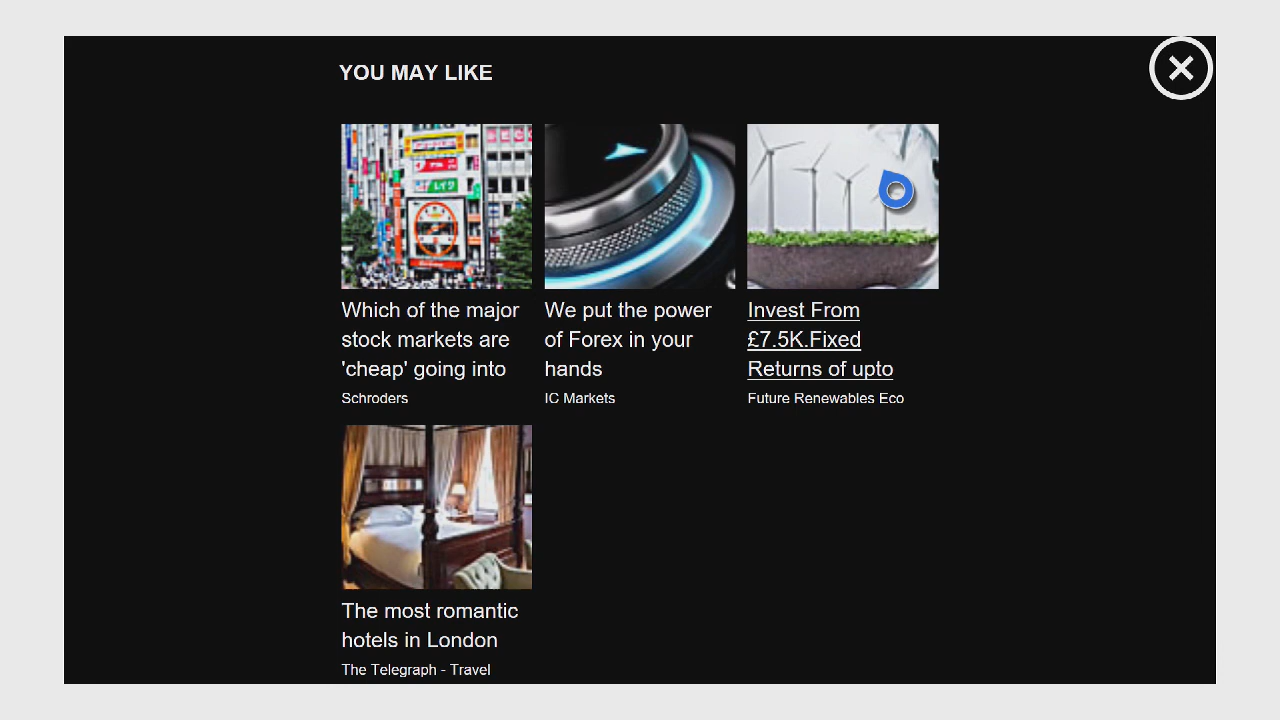 YOU MAY LIKE
Which of the major
stock markets are
'cheap' going into
Schroders
We put the power
of Forex in your
hands
IC Markets
Invest From
£7.5K.Fixed
Returns of upto
Future Renewables Eco
The most romantic
hotels in London
The Telegraph - Travel